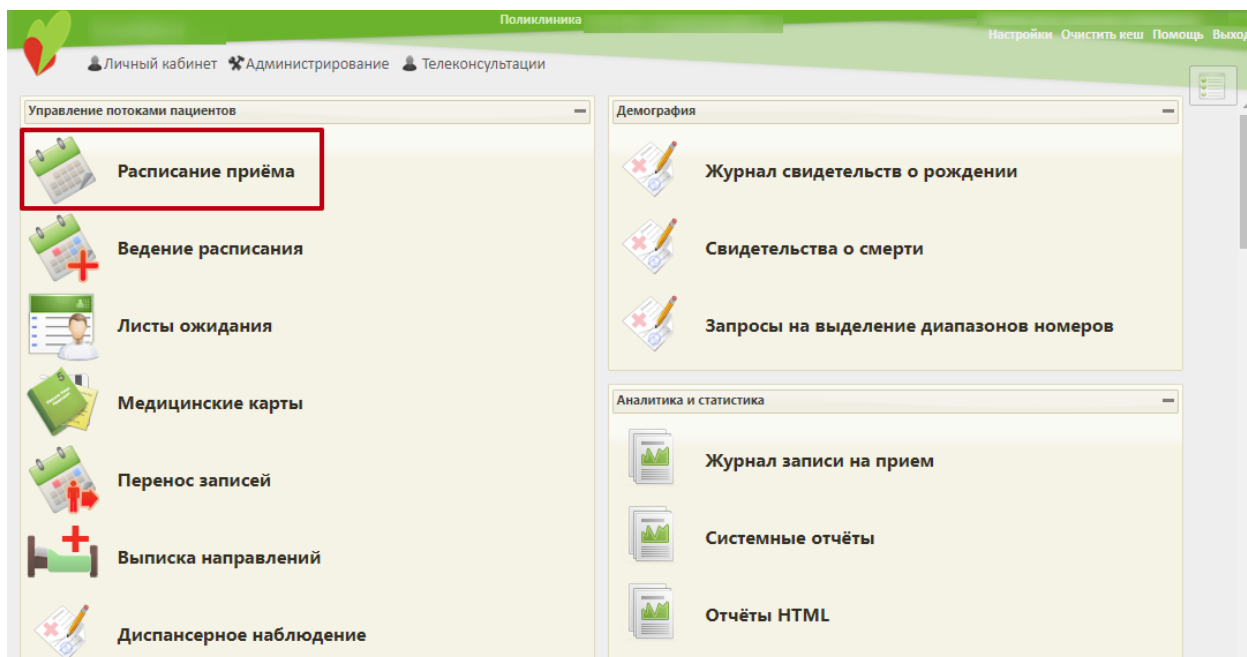 Поликлиника
Настройки Очистить кеш Помощь Выход
Личный кабинет Администрирование Телеконсультации
Управление потоками пациентов
Расписание приёма
Ведение расписания
Листы ожидания
5
Медицинские карты
Перенос записей
Выписка направлений
Диспансерное наблюдение
Демография
Журнал свидетельств о рождении
Свидетельства о смерти
Запросы на выделение диапазонов номеров
Аналитика и статистика
Журнал записи на прием
Системные отчёты
Отчёты HTML